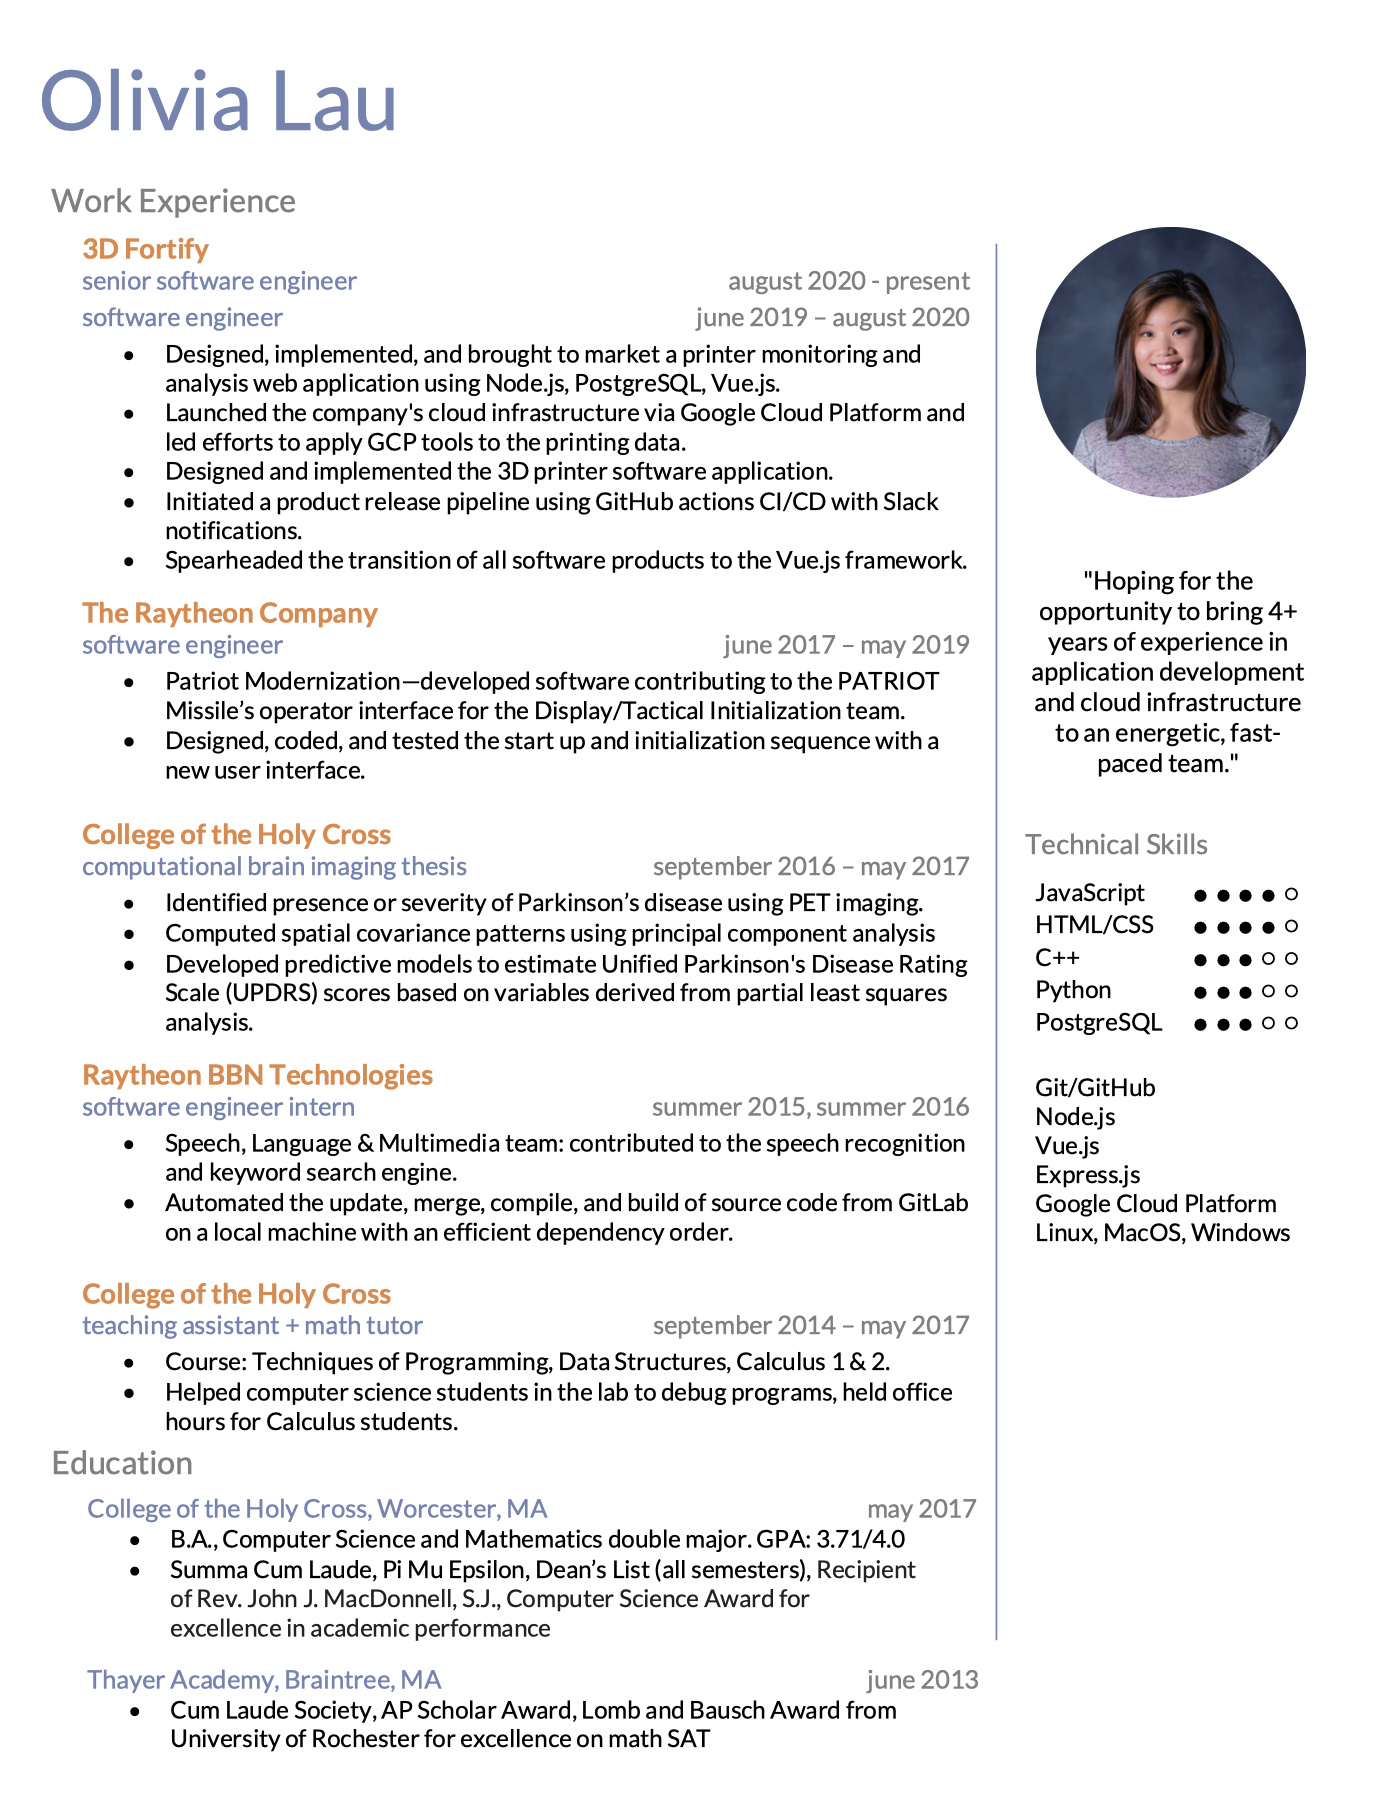 Olivia Lau
Work Experience
3D Fortify
senior software engineer august 2020 - present
software engineer june 2019 – august 2020
• Designed, implemented, and brought to market a printer monitoring and
analysis web application using Node.js, PostgreSQL, Vue.js.
• Launched the company's cloud infrastructure via Google Cloud Platform and
led efforts to apply GCP tools to the printing data.
• Designed and implemented the 3D printer software application.
• Initiated a product release pipeline using GitHub actions CI/CD with Slack
notifications.
• Spearheaded the transition of all software products to the Vue.js framework.
The Raytheon Company
software engineer june 2017 – may 2019
• Patriot Modernization—developed software contributing to the PATRIOT
Missile’s operator interface for the Display/Tactical Initialization team.
• Designed, coded, and tested the start up and initialization sequence with a
new user interface.
College of the Holy Cross
computational brain imaging thesis september 2016 – may 2017
• Identified presence or severity of Parkinson’s disease using PET imaging.
• Computed spatial covariance patterns using principal component analysis
• Developed predictive models to estimate Unified Parkinson's Disease Rating
Scale (UPDRS) scores based on variables derived from partial least squares
analysis.
Raytheon BBN Technologies
software engineer intern summer 2015, summer 2016
• Speech, Language & Multimedia team: contributed to the speech recognition
and keyword search engine.
• Automated the update, merge, compile, and build of source code from GitLab
on a local machine with an efficient dependency order.
College of the Holy Cross
teaching assistant + math tutor september 2014 – may 2017
• Course: Techniques of Programming, Data Structures, Calculus 1 & 2.
• Helped computer science students in the lab to debug programs, held office
hours for Calculus students.
Education
College of the Holy Cross, Worcester, MA may 2017
• B.A., Computer Science and Mathematics double major. GPA: 3.71/4.0
• Summa Cum Laude, Pi Mu Epsilon, Dean’s List (all semesters), Recipient
of Rev. John J. MacDonnell, S.J., Computer Science Award for
excellence in academic performance
Thayer Academy, Braintree, MA june 2013
• Cum Laude Society, AP Scholar Award, Lomb and Bausch Award from
University of Rochester for excellence on math SAT
"Hoping for the
opportunity to bring 4+
years of experience in
application development
and cloud infrastructure
to an energetic, fast-
paced team."
Technical Skills
JavaScript ● ● ● ● ○
HTML/CSS ● ● ● ● ○
C++ ● ● ● ○ ○
Python ● ● ● ○ ○
PostgreSQL ● ● ● ○ ○
Git/GitHub
Node.js
Vue.js
Express.js
Google Cloud Platform
Linux, MacOS, Windows